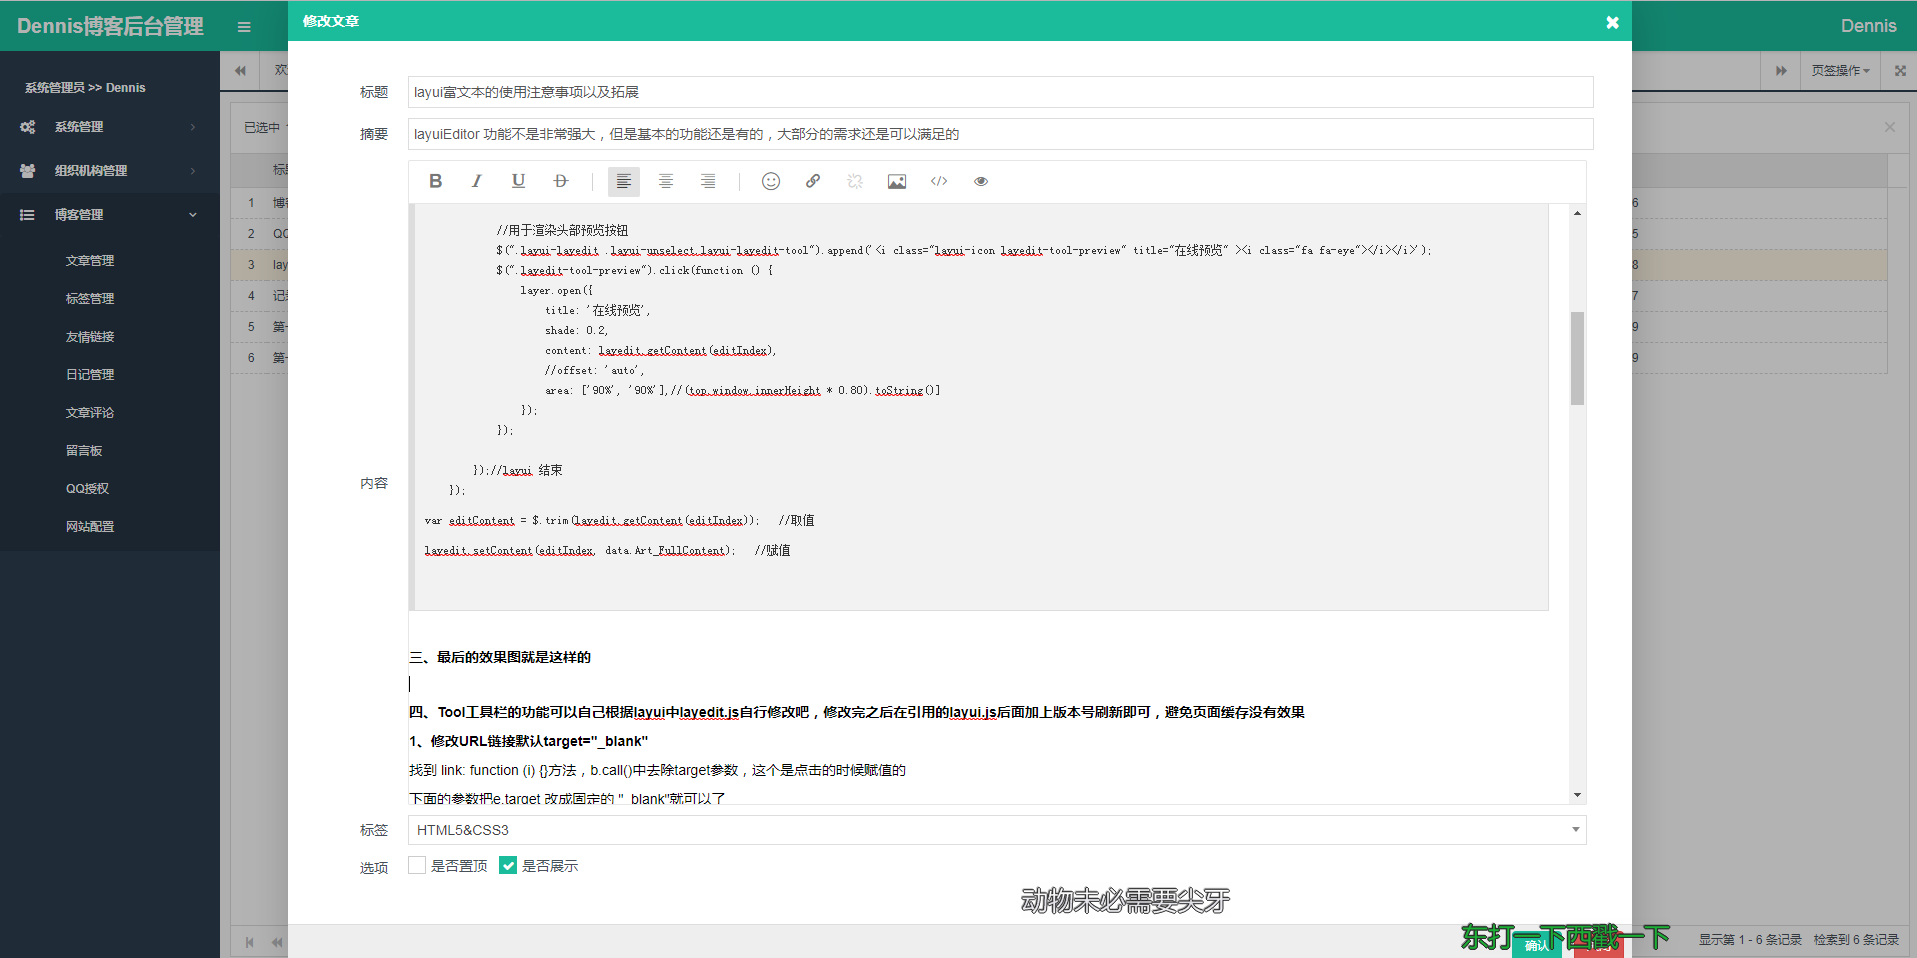 Dennis博客后台管理
修改文章
Dennis
系统管理员 >> Dennis
系统管理
组织机构管理
博客管理
文章管理
标签管理
友情链接
日记管理
文章评论
留言板
QQ授权
网站配置
页签操作
已选中
1 博
2 QC
3 lay
4 记
5 第
6 第
6
5
8
7
9
9
标题
layui富文本的使用注意事项以及拓展
摘要
layuiEditor 功能不是非常强大，但是基本的功能还是有的，大部分的需求还是可以满足的
内容
//用于渲染头部预览按钮
$(".layui-layedit .layui-unselect.layui-layedit-tool").append('<i class="layui-icon layedit-tool-preview" title="在线预览" ><i class="fa fa-eye"></i></i>');
$(".layedit-tool-preview").click(function () {
layer.open({
title: '在线预览',
shade: 0.2,
content: layedit.getContent(editIndex),
//offset: 'auto',
area: ['90%', '90%'],//(top.window.innerHeight * 0.80).toString()]
});
});
});//layui 结束
});
var editContent = $.trim(layedit.getContent(editIndex)); //取值
layedit.setContent(editIndex, data.Art_FullContent); //赋值
三、最后的效果图就是这样的
四、Tool工具栏的功能可以自己根据layui中layedit.js自行修改吧，修改完之后在引用的layui.js后面加上版本号刷新即可，避免页面缓存没有效果
1、修改URL链接默认target="_blank"
找到 link: function (i) {}方法，b.call()中去除target参数，这个是点击的时候赋值的
下面的参数把e.target 改成固定的 "_blank"就可以了
标签
HTML5&CSS3
选项
是否置顶
是否展示
动物未必需要尖牙
东打一下西戳一下
确认
显示第 1 - 6 条记录 检索到 6 条记录